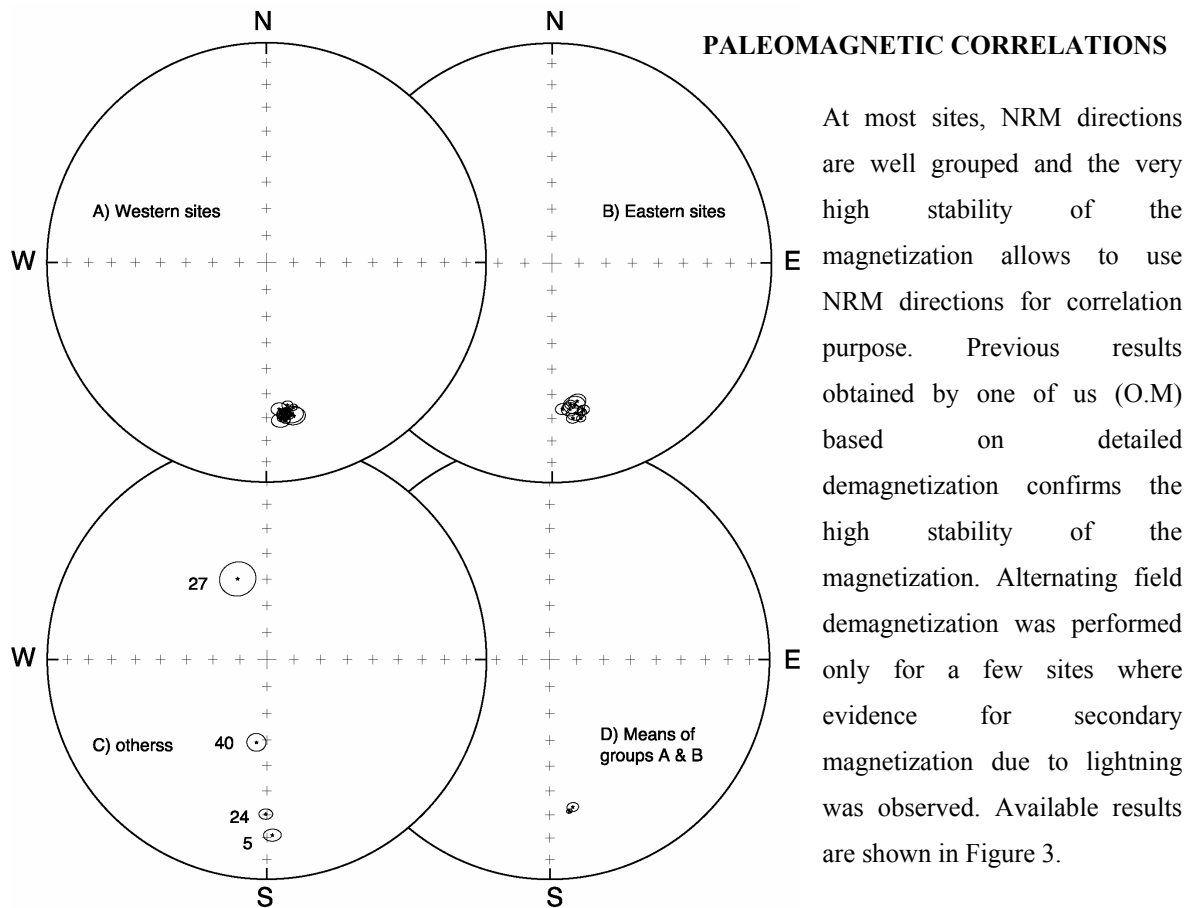 PALEOMAGNETIC CORRELATIONS
N
N
A) Western sites
B) Eastern sites
W
E
27
W
E
C) otherss
40
D) Means of
groups A & B
24
5
S
S
At most sites, NRM directions
are well grouped and the very
high stability of the
magnetization allows to use
NRM directions for correlation
purpose. Previous results
obtained by one of us (O.M)
based on detailed
demagnetization confirms the
high stability of the
magnetization. Alternating field
demagnetization was performed
only for a few sites where
evidence for secondary
magnetization due to lightning
was observed. Available results
are shown in Figure 3.